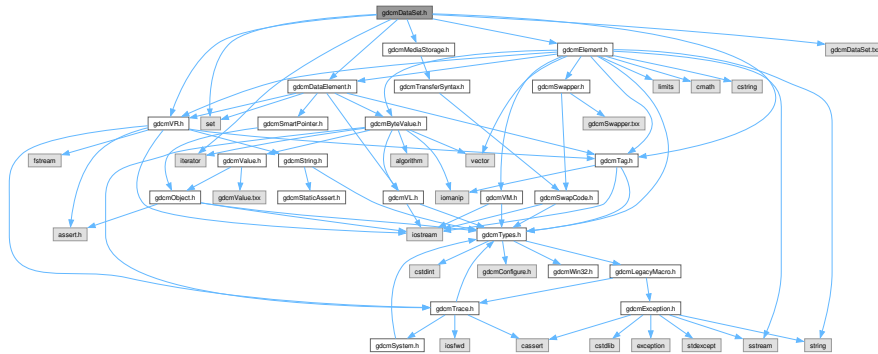 gdcmDataSet.h
gdcmMediaStorage.h
gdcmElement.h
gdcmDataSet.txx
gdcmDataElement.h
gdcmTransferSyntax.h
gdcmSwapper.h
limits
cmath
cstring
gdcmVR.h
set
gdcmSmartPointer.h
gdcmByteValue.h
gdcmSwapper.txx
fstream
iterator
gdcmValue.h
gdcmString.h
algorithm
vector
gdcmTag.h
gdcmObject.h
gdcmValue.txx
gdcmStaticAssert.h
gdcmVL.h
iomanip
gdcmVM.h
gdcmSwapCode.h
assert.h
iostream
gdcmTypes.h
cstdint
gdcmConfigure.h
gdcmWin32.h
gdcmLegacyMacro.h
gdcmTrace.h
gdcmException.h
gdcmSystem.h
iosfwd
cassert
cstdlib
exception
stdexcept
sstream
string